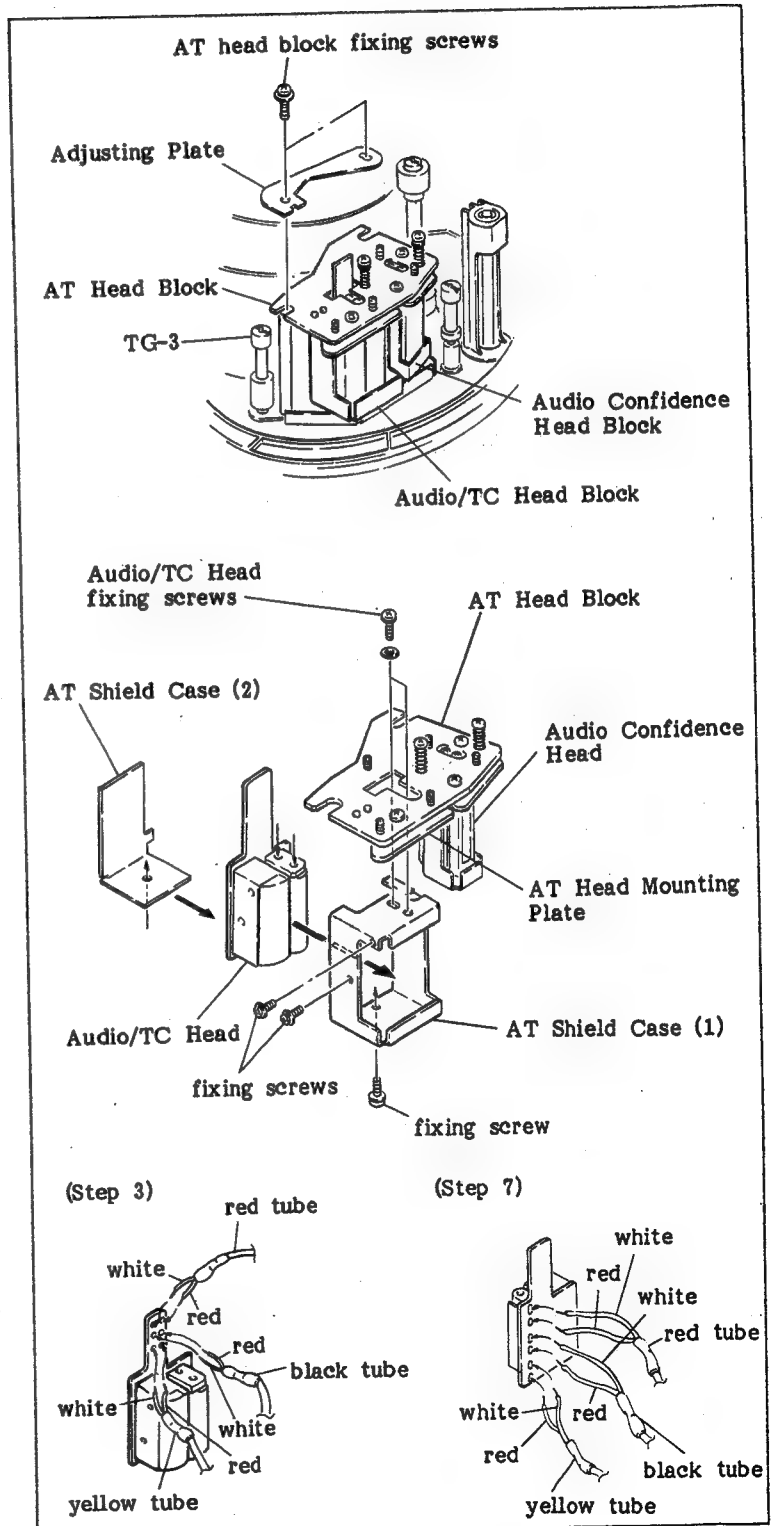 AT head block fixing screws
Adjusting Plate
AT Head Block
TG-3
Audio Confidence
Head Block
Audio/TC Head Block
Audio/TC Head
fixing screws
AT Head Block
AT Shield Case (2)
Audio Confidence
Head
AT Head Mounting
Plate
Audio/TC Head
AT Shield Case (1)
fixing screws
fixing screw
(Step 3)
(Step 7)
red tube
white
red
red
black tube
white
white
red
yellow tube
white
red
white
red tube
red
white
red
black tube
yellow tube